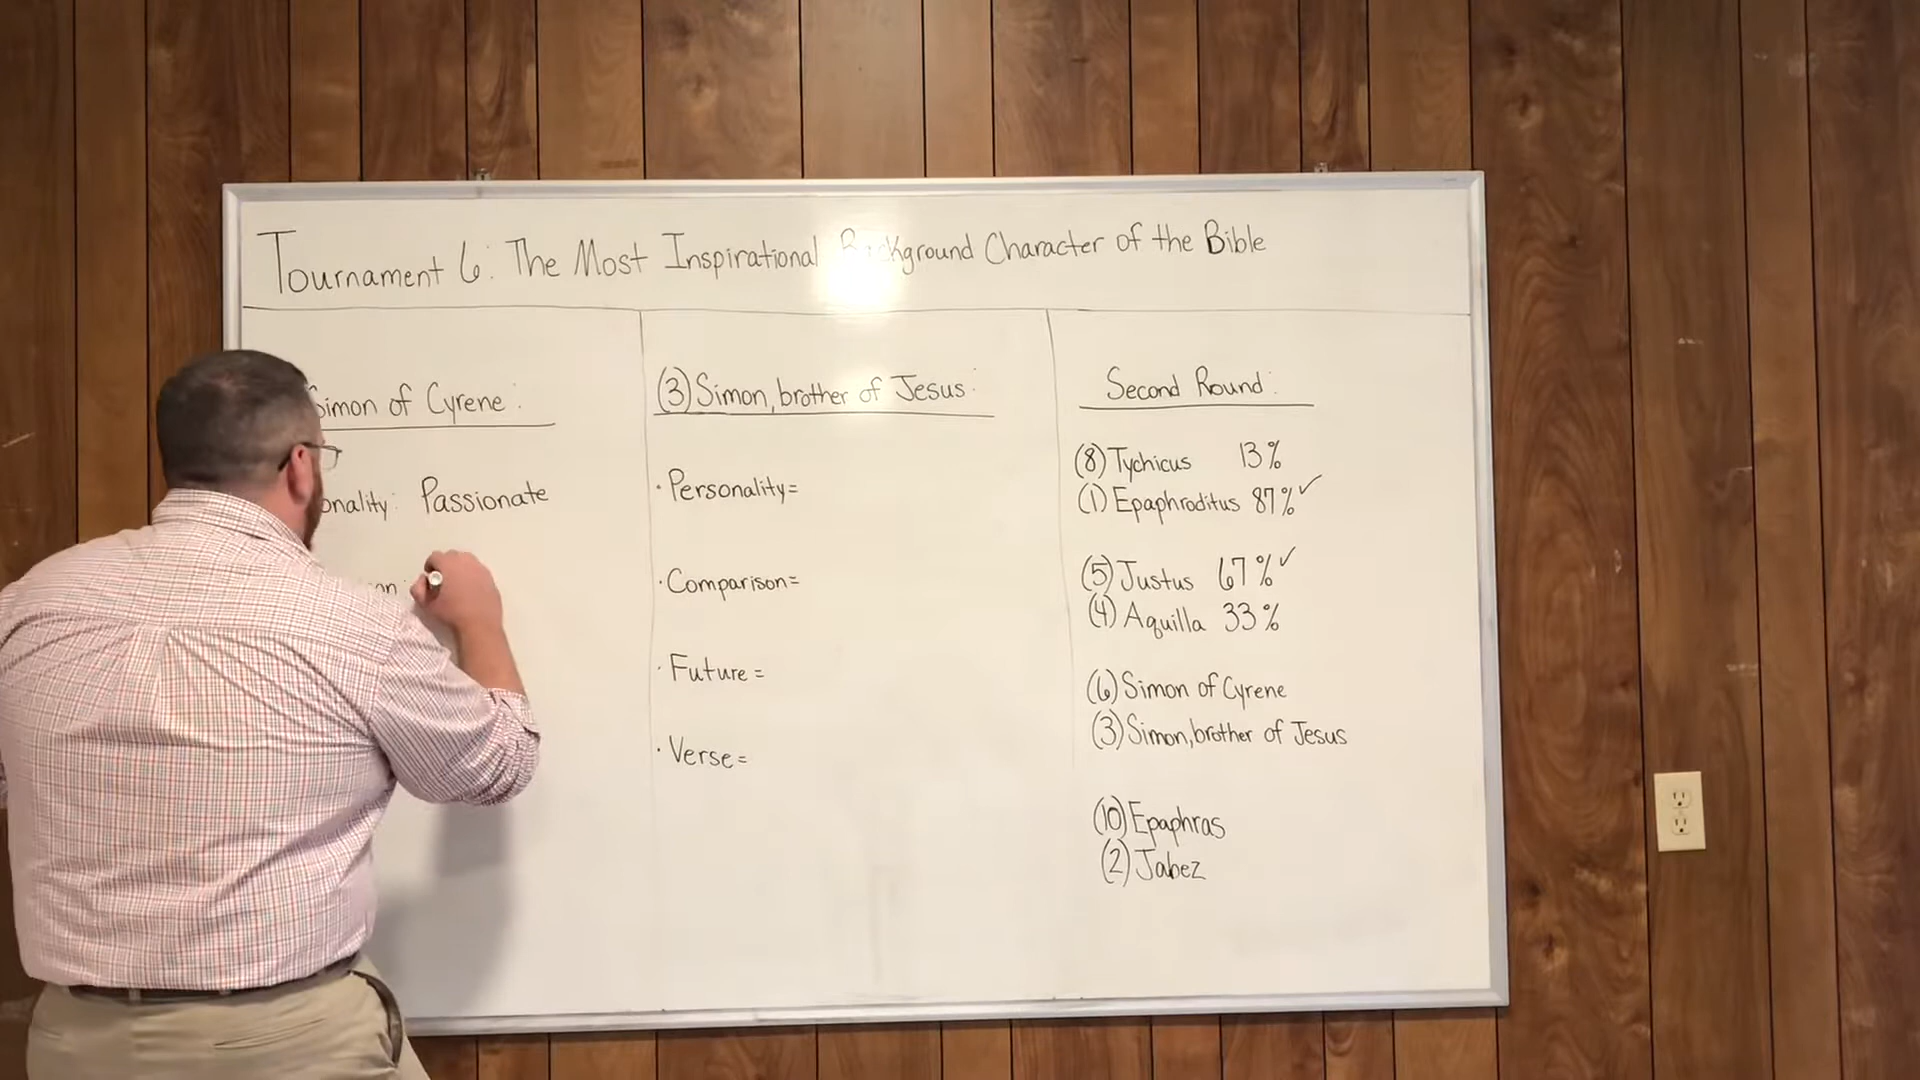 Tournament 6: The Most Inspirational Background Character of the Bible
Simon of Cyrene:
onality: Passionate
on:
(3) Simon, brother of Jesus:
· Personality=
· Comparison=
· Future=
· Verse=
Second Round:
(8) Tychicus 13%
(1) Epaphroditus 87% ✓
(5) Justus 67% ✓
(4) Aquilla 33%
(6) Simon of Cyrene
(3) Simon, brother of Jesus
(10) Epaphras
(2) Jabez